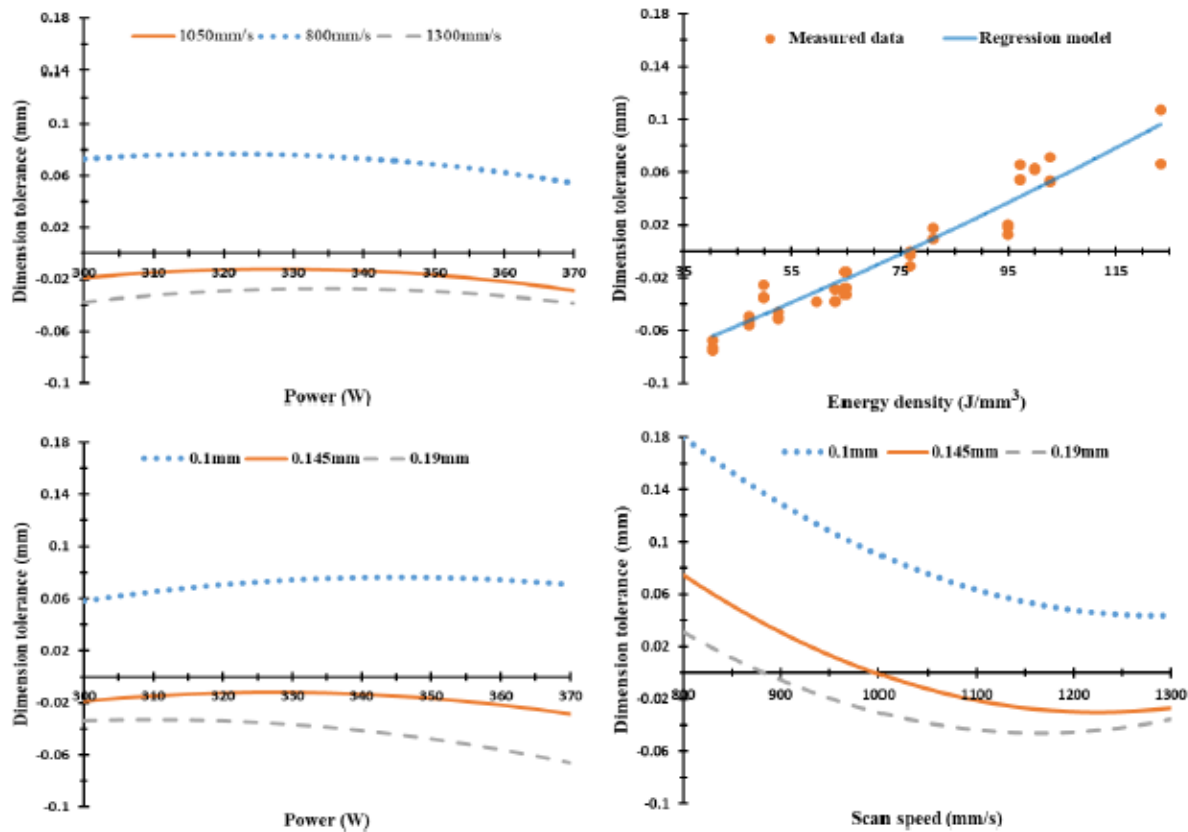 0.18
1050mm/s 800mm/s 1300mm/s
0.14
0.1
0.06
0.02
-0.02
-0.06
-0.1
300 310 320 330 340 350 360 370
Dimension tolerance (mm)
Power (W)
0.18
Measured data Regression model
0.14
0.1
0.06
0.02
-0.02
-0.06
-0.1
35 55 75 95 115
Dimension tolerance (mm)
Energy density (J/mm³)
0.18
0.1mm 0.145mm 0.19mm
0.14
0.1
0.06
0.02
-0.02
-0.06
-0.1
300 310 320 330 340 350 360 370
Dimension tolerance (mm)
Power (W)
0.18
0.1mm 0.145mm 0.19mm
0.14
0.1
0.06
0.02
-0.02
-0.06
-0.1
800 900 1000 1100 1200 1300
Dimension tolerance (mm)
Scan speed (mm/s)